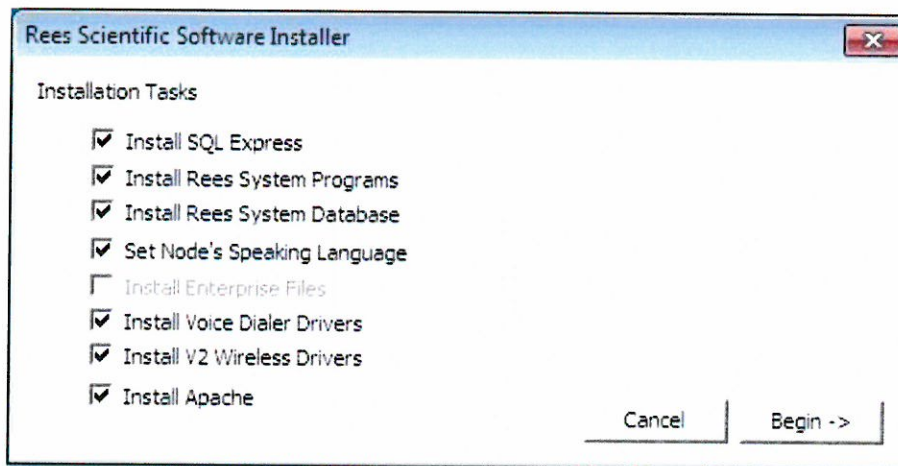 Rees Scientific Software Installer
Installation Tasks
Install SQL Express
Install Rees System Programs
Install Rees System Database
Set Node's Speaking Language
Install Enterprise Files
Install Voice Dialer Drivers
Install V2 Wireless Drivers
Install Apache
Cancel
Begin ->